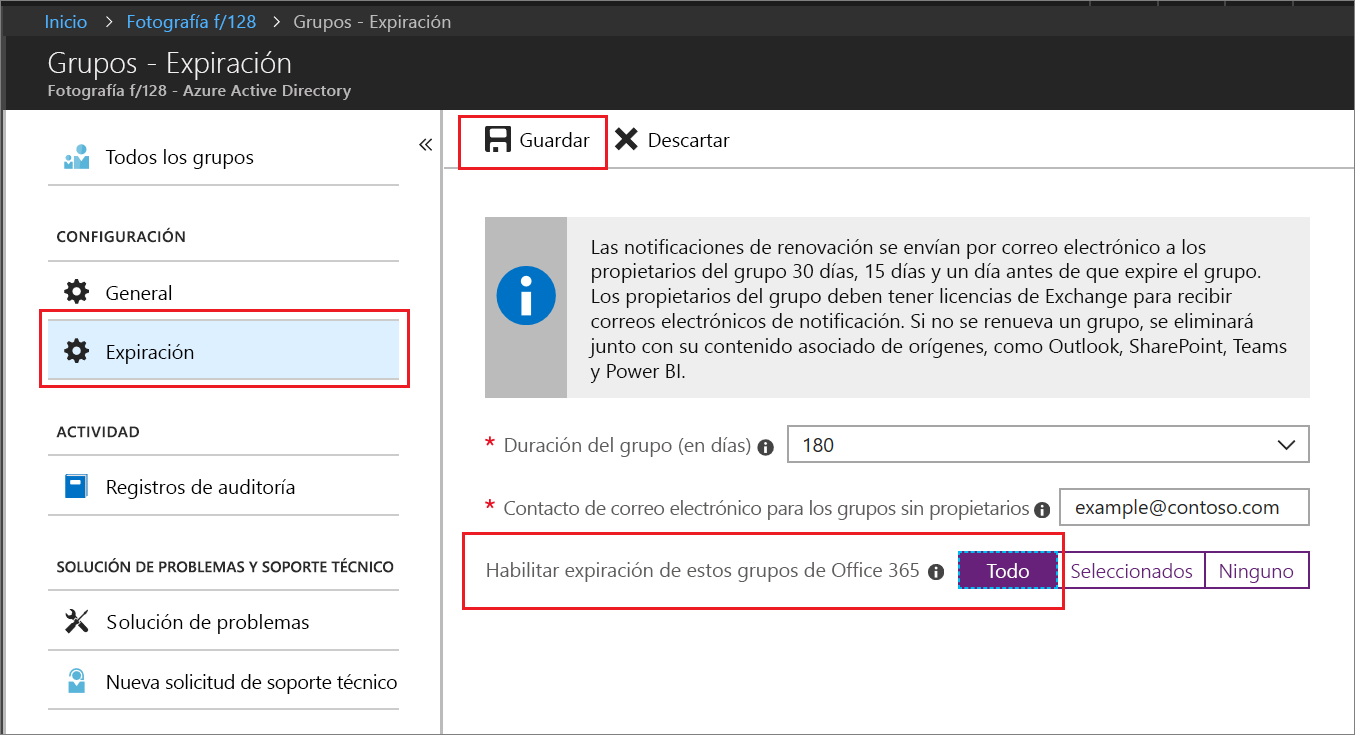 Inicio > Fotografía f/128 > Grupos - Expiración
Grupos - Expiración
Fotografía f/128 - Azure Active Directory
Todos los grupos
«
CONFIGURACIÓN
General
Expiración
ACTIVIDAD
Registros de auditoría
SOLUCIÓN DE PROBLEMAS Y SOPORTE TÉCNICO
Solución de problemas
Nueva solicitud de soporte técnico
Guardar Descartar
Las notificaciones de renovación se envían por correo electrónico a los
propietarios del grupo 30 días, 15 días y un día antes de que expire el grupo.
Los propietarios del grupo deben tener licencias de Exchange para recibir
correos electrónicos de notificación. Si no se renueva un grupo, se eliminará
junto con su contenido asociado de orígenes, como Outlook, SharePoint, Teams
y Power BI.
* Duración del grupo (en días) 180
* Contacto de correo electrónico para los grupos sin propietarios example@contoso.com
Habilitar expiración de estos grupos de Office 365 Todo Seleccionados Ninguno